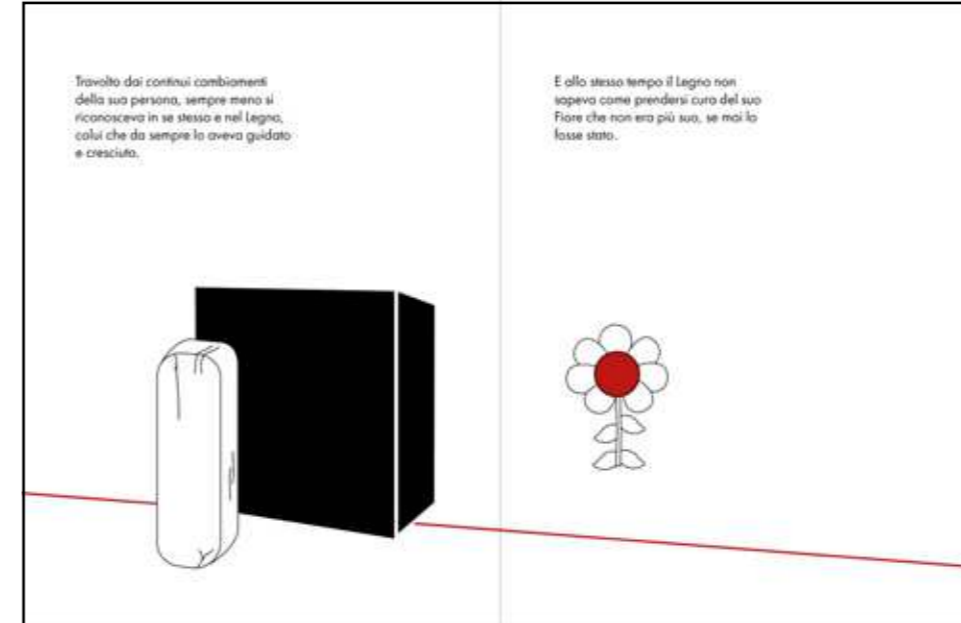 Travolto dai continui cambiamenti
della sua persona, sempre meno si
riconosceva in se stesso e nel Legno,
colui che da sempre lo aveva guidato
e cresciuto.
E allo stesso tempo il Legno non
sapeva come prendersi cura del suo
Fiore che non era più suo, se mai lo
fosse stato.